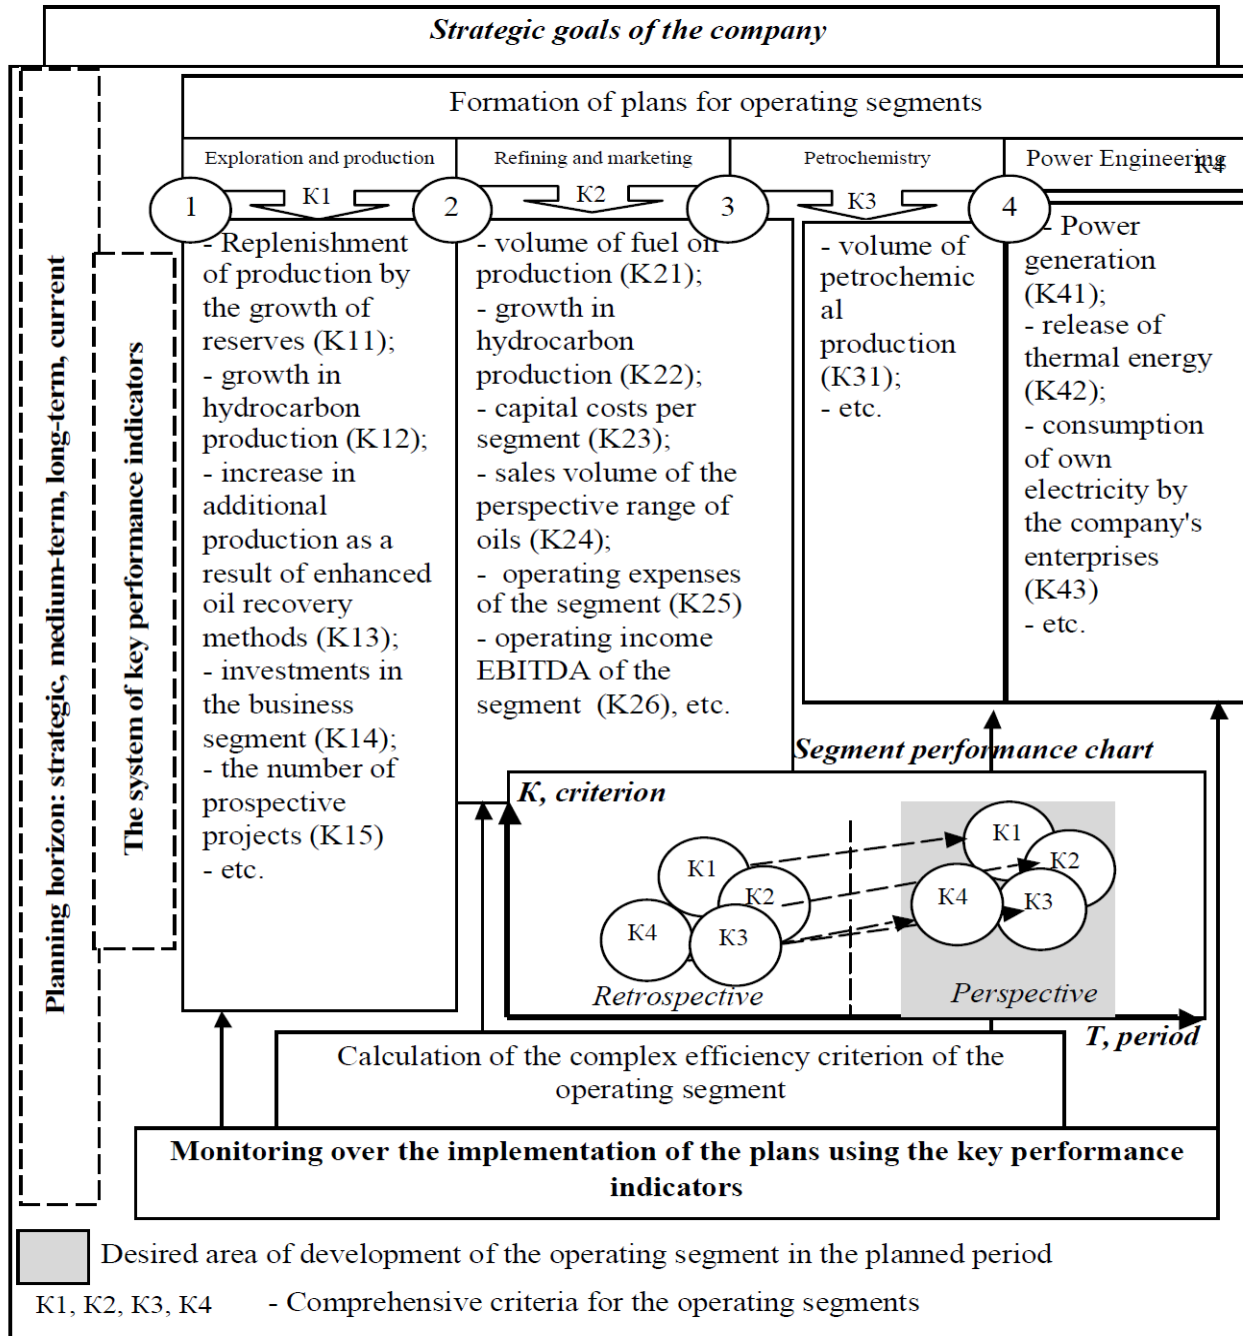 Strategic goals of the company
Formation of plans for operating segments
Exploration and production
Refining and marketing
Petrochemistry
Power Engineering
K4
1
K1
2
K2
3
K3
4
- Replenishment
of production by
the growth of
reserves (K11);
- growth in
hydrocarbon
production (K12);
- increase in
additional
production as a
result of enhanced
oil recovery
methods (K13);
- investments in
the business
segment (K14);
- the number of
prospective
projects (K15)
- etc.
- volume of fuel oil
production (K21);
- growth in
hydrocarbon
production (K22);
- capital costs per
segment (K23);
- sales volume of the
perspective range of
oils (K24);
- operating expenses
of the segment (K25)
- operating income
EBITDA of the
segment (K26), etc.
- volume of
petrochemic
al
production
(K31);
- etc.
- Power
generation
(K41);
- release of
thermal energy
(K42);
- consumption
of own
electricity by
the company's
enterprises
(K43)
- etc.
Planning horizon: strategic, medium-term, long-term, current
The system of key performance indicators
Segment performance chart
K, criterion
K1
K2
K4
K3
Retrospective
K1
K2
K4
K3
Perspective
T, period
Calculation of the complex efficiency criterion of the
operating segment
Monitoring over the implementation of the plans using the key performance
indicators
Desired area of development of the operating segment in the planned period
K1, K2, K3, K4 - Comprehensive criteria for the operating segments